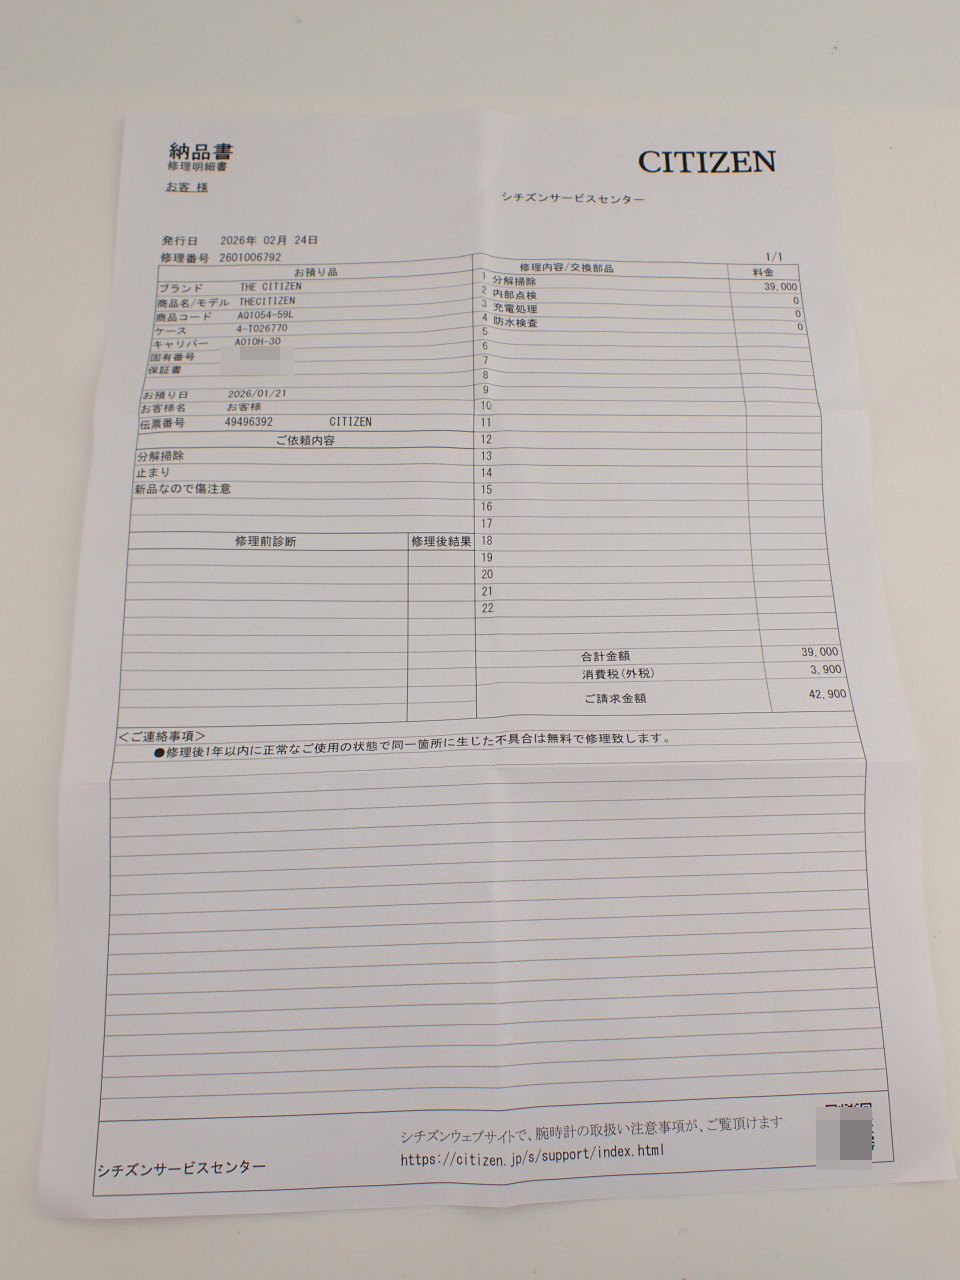 納品書
修理明細書
お客 様
CITIZEN
シチズンサービスセンター
発行日 2026年 02月 24日
修理番号 2601006792
1/1
お預り品
ブランド THE CITIZEN
商品名/モデル THECITIZEN
商品コード AQ1054-59L
ケース 4-T026770
キャリバー A010H-30
固有番号
保証書
お預り日 2026/01/21
お客様名 お客様
伝票番号 49496392 CITIZEN
ご依頼内容
分解掃除
止まり
新品なので傷注意
修理前診断 修理後結果
修理内容/交換部品 料金
1 分解掃除 39,000
2 内部点検 0
3 充電処理 0
4 防水検査 0
5
6
7
8
9
10
11
12
13
14
15
16
17
18
19
20
21
22
合計金額 39,000
消費税(外税) 3,900
ご請求金額 42,900
<ご連絡事項>
●修理後1年以内に正常なご使用の状態で同一箇所に生じた不具合は無料で修理致します。
シチズンウェブサイトで、腕時計の取扱い注意事項が、ご覧頂けます
https://citizen.jp/s/support/index.html
シチズンサービスセンター